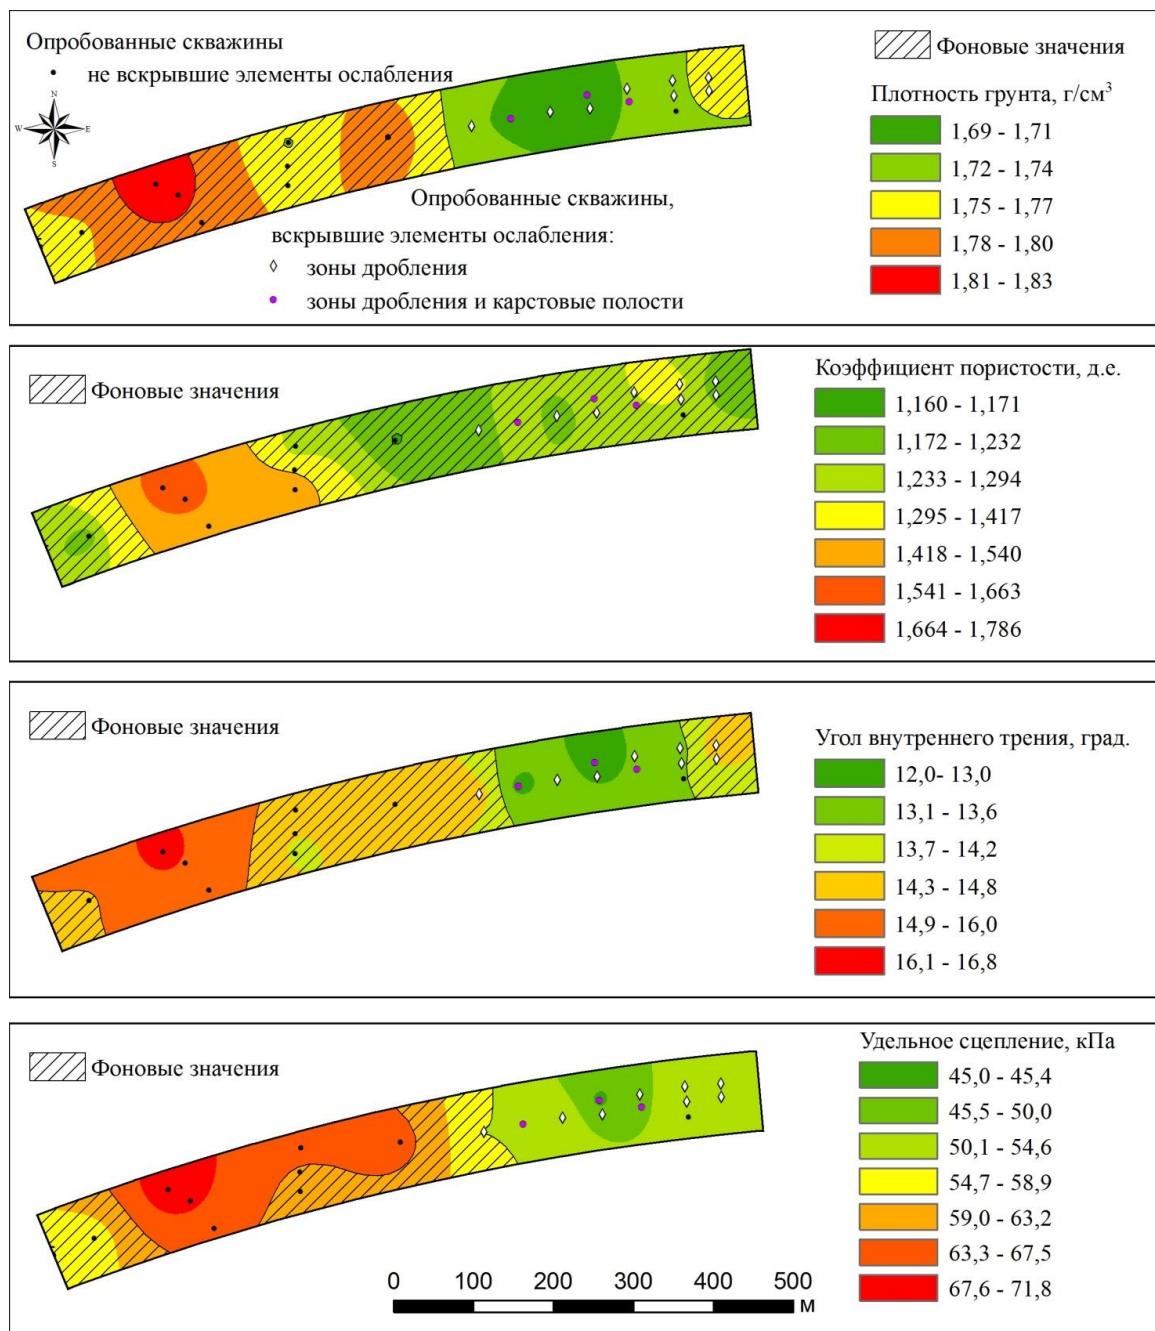 Опробованные скважины
не вскрывшие элементы ослабления
N
W
E
S
Опробованные скважины,
вскрывшие элементы ослабления:
зоны дробления
зоны дробления и карстовые полости
Фоновые значения
Плотность грунта, г/см³
1,69 - 1,71
1,72 - 1,74
1,75 - 1,77
1,78 - 1,80
1,81 - 1,83
Фоновые значения
Коэффициент пористости, д.е.
1,160 - 1,171
1,172 - 1,232
1,233 - 1,294
1,295 - 1,417
1,418 - 1,540
1,541 - 1,663
1,664 - 1,786
Фоновые значения
Угол внутреннего трения, град.
12,0- 13,0
13,1 - 13,6
13,7 - 14,2
14,3 - 14,8
14,9 - 16,0
16,1 - 16,8
Фоновые значения
Удельное сцепление, кПа
45,0 - 45,4
45,5 - 50,0
50,1 - 54,6
54,7 - 58,9
59,0 - 63,2
63,3 - 67,5
67,6 - 71,8
0 100 200 300 400 500
м